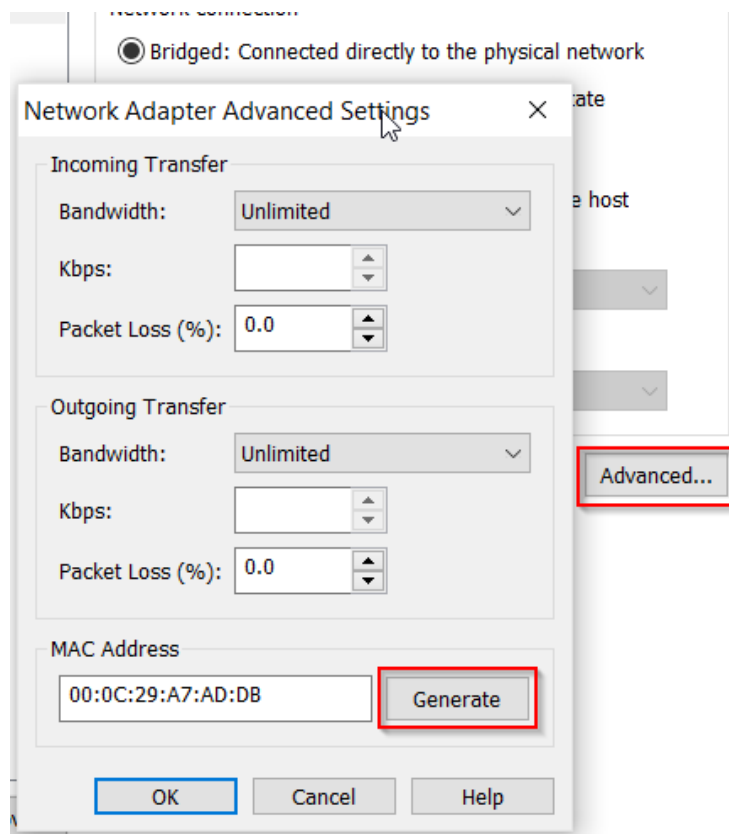 Network connection
Bridged: Connected directly to the physical network
Network Adapter Advanced Settings
Incoming Transfer
e host
Bandwidth: Unlimited
Kbps:
Packet Loss (%): 0.0
Outgoing Transfer
Bandwidth: Unlimited
Advanced...
Kbps:
Packet Loss (%): 0.0
MAC Address
00:0C:29:A7:AD:DB Generate
OK Cancel Help